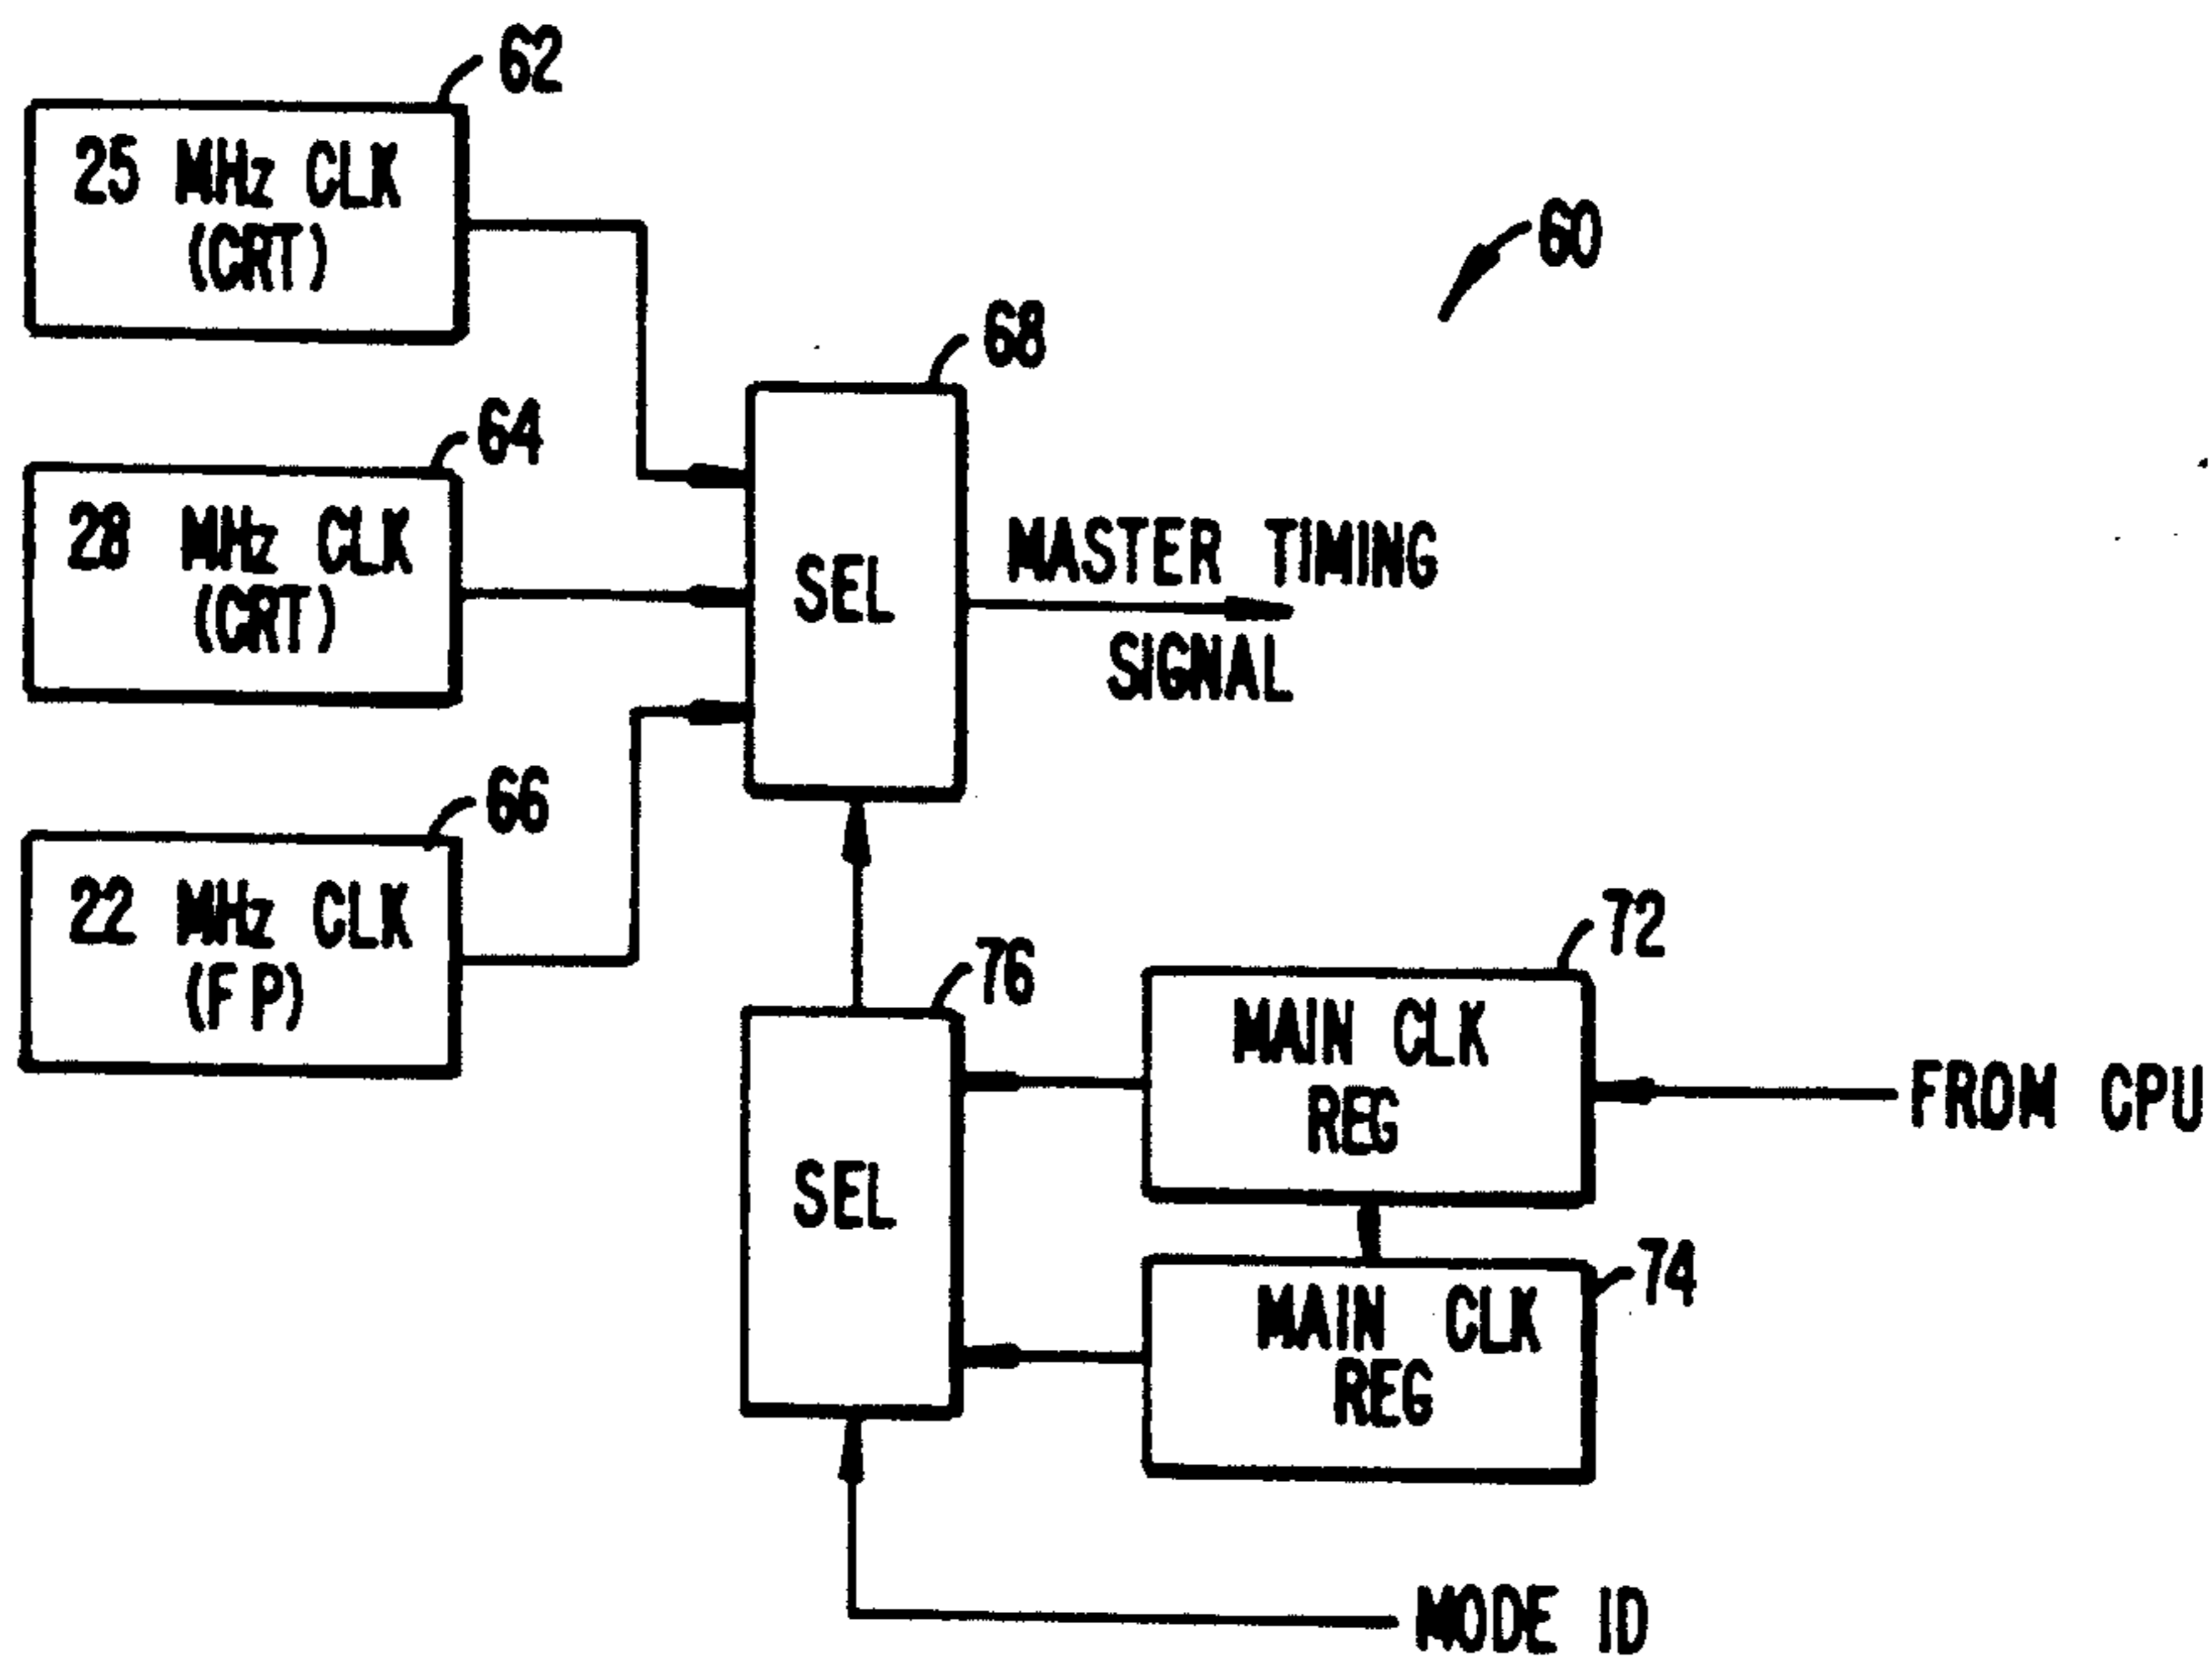 62
25 MHz CLK
(CRT)
60
68
64
28 MHz CLK
(CRT)
SEL
MASTER TIMING
SIGNAL
66
22 MHz CLK
(FP)
72
76
MAIN CLK
REG
FROM CPU
SEL
74
MAIN CLK
REG
MODE ID